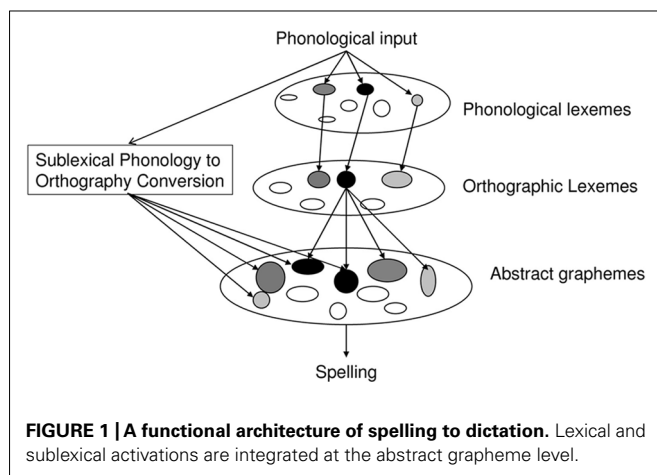 Phonological input
Phonological lexemes
Sublexical Phonology to
Orthography Conversion
Orthographic Lexemes
Abstract graphemes
Spelling
FIGURE 1 | A functional architecture of spelling to dictation. Lexical and
sublexical activations are integrated at the abstract grapheme level.